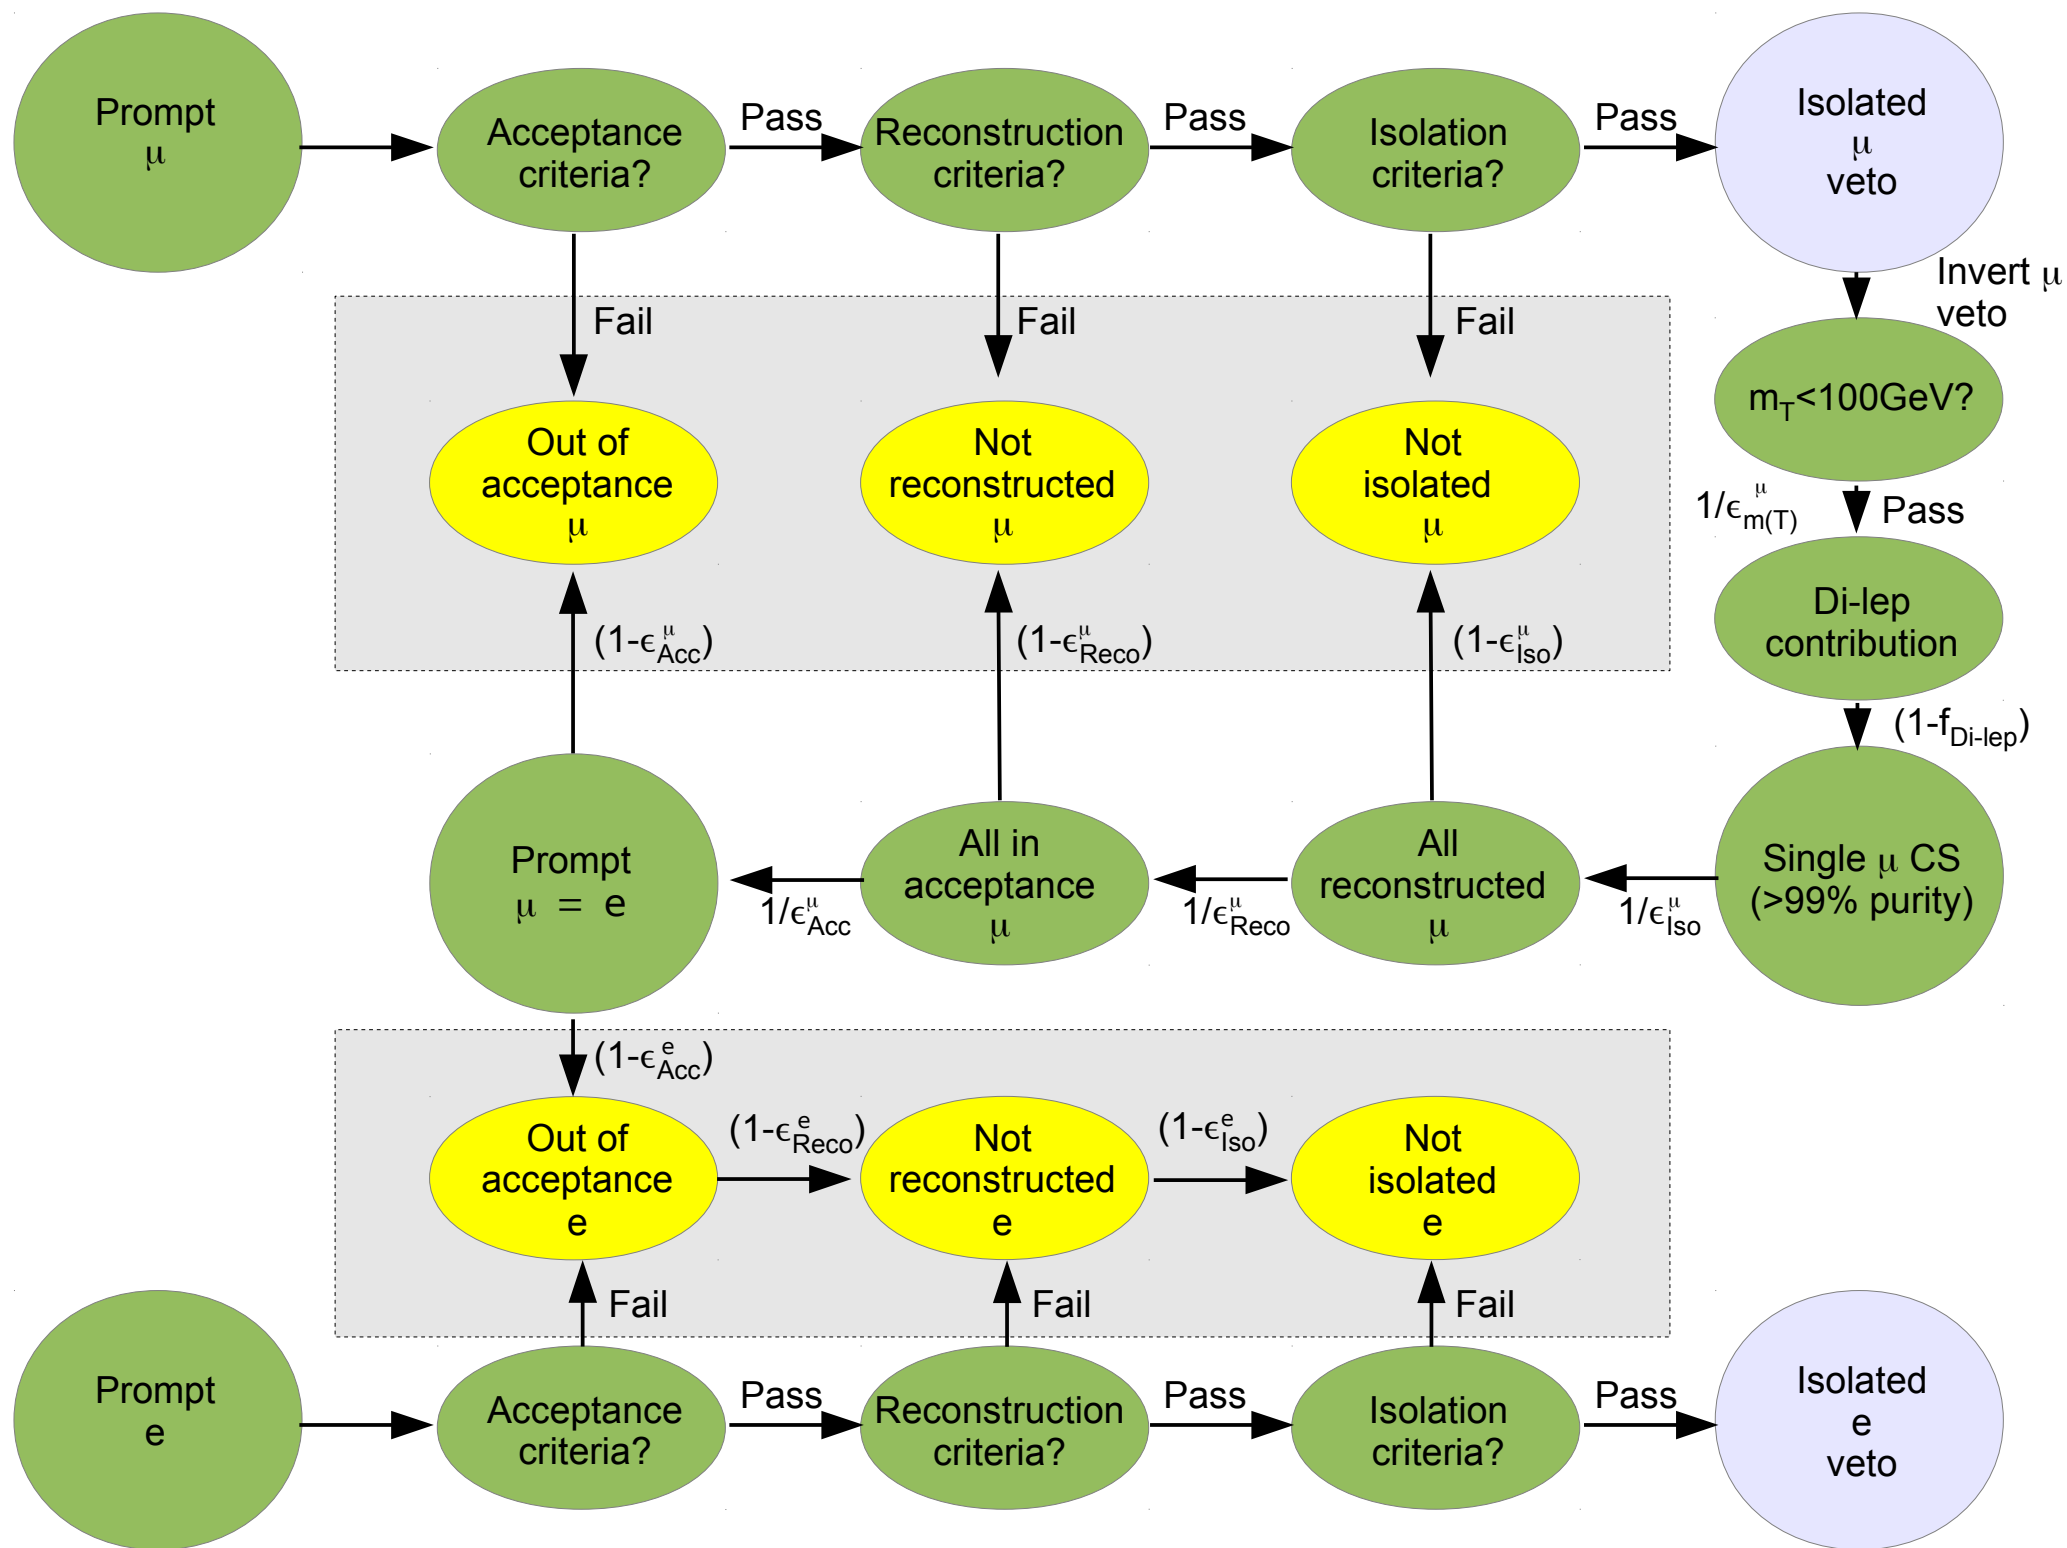 Prompt
μ
Acceptance
criteria?
Pass
Reconstruction
criteria?
Pass
Isolation
criteria?
Pass
Isolated
μ
veto
Invert μ
veto
Fail
Fail
Fail
Out of
acceptance
μ
Not
reconstructed
μ
Not
isolated
μ
m_T<100GeV?
1/ϵ^μ_m(T)
Pass
Di-lep
contribution
(1-ϵ^μ_Acc)
(1-ϵ^μ_Reco)
(1-ϵ^μ_Iso)
(1-f_Di-lep)
Prompt
μ = e
1/ϵ^μ_Acc
All in
acceptance
μ
1/ϵ^μ_Reco
All
reconstructed
μ
1/ϵ^μ_Iso
Single μ CS
(>99% purity)
(1-ϵ^e_Acc)
Out of
acceptance
e
(1-ϵ^e_Reco)
Not
reconstructed
e
(1-ϵ^e_Iso)
Not
isolated
e
Fail
Fail
Fail
Prompt
e
Acceptance
criteria?
Pass
Reconstruction
criteria?
Pass
Isolation
criteria?
Pass
Isolated
e
veto